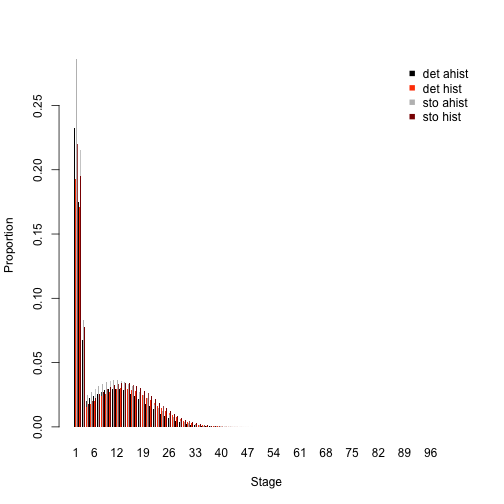 det ahist
det hist
sto ahist
sto hist
0.25
0.20
0.15
0.10
0.05
0.00
Proportion
1 6 12 19 26 33 40 47 54 61 68 75 82 89 96
Stage